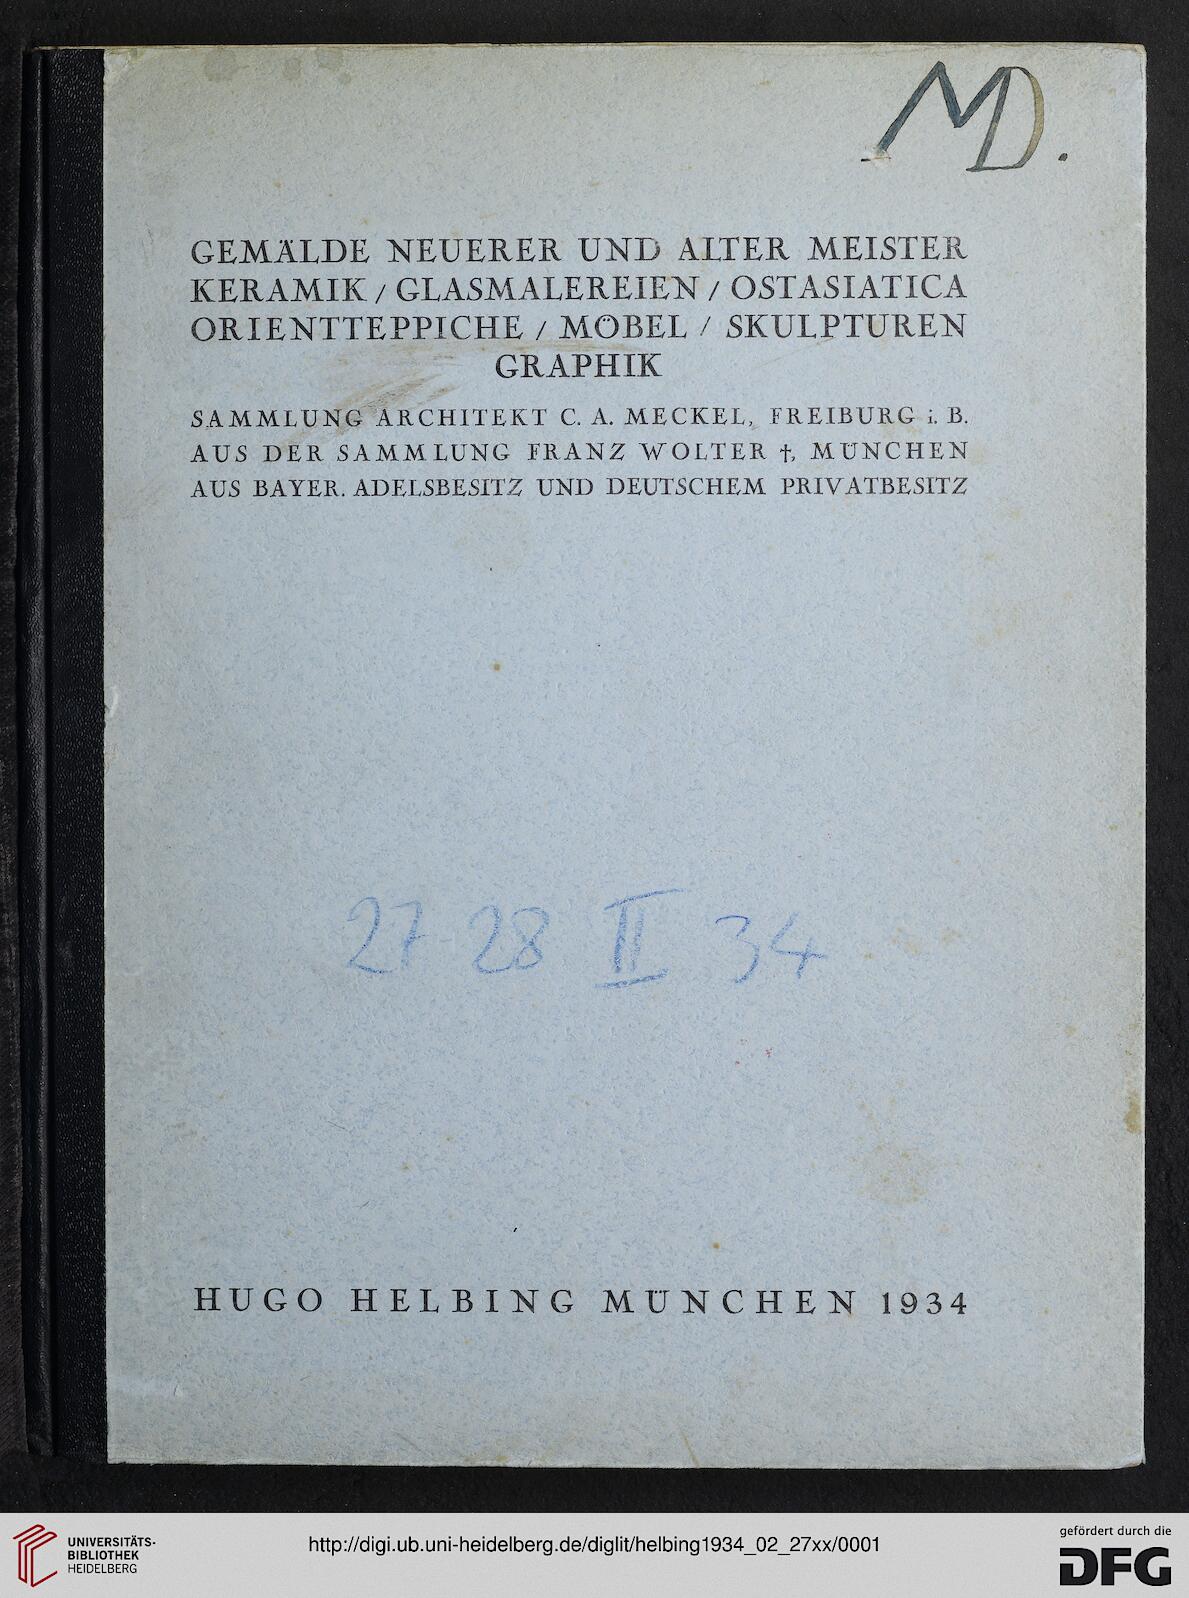 MD.
GEMÄLDE NEUERER UND ALTER MEISTER
KERAMIK / GLASMALEREIEN / OSTASIATICA
ORIENTTEPPICHE / MÖBEL / SKULPTUREN
GRAPHIK
SAMMLUNG ARCHITEKT C. A. MECKEL, FREIBURG i. B.
AUS DER SAMMLUNG FRANZ WOLTER †, MÜNCHEN
AUS BAYER. ADELSBESITZ UND DEUTSCHEM PRIVATBESITZ
27 28 II 34
HUGO HELBING MÜNCHEN 1934
UNIVERSITÄTS-
BIBLIOTHEK
HEIDELBERG
http://digi.ub.uni-heidelberg.de/diglit/helbing1934_02_27xx/0001
gefördert durch die
DFG